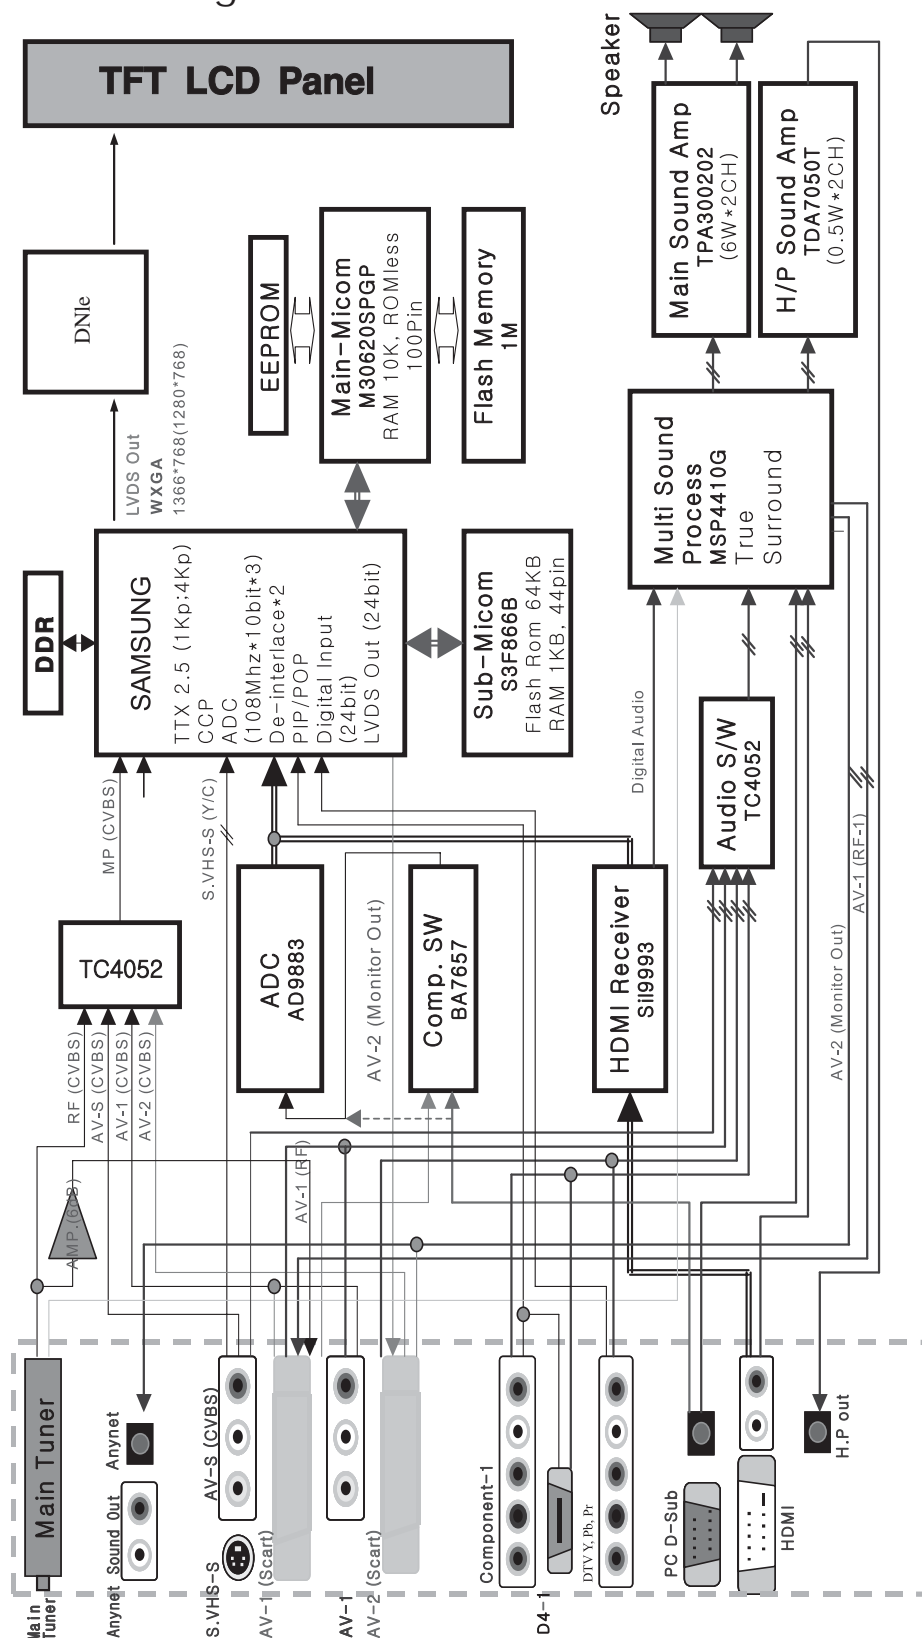 TFT LCD Panel
Speaker
DNIe
LVDS Out
WXGA
1366*768(1280*768)
EEPROM
Main-Micom
M30620SPGP
RAM 10K, ROMless
100Pin
Flash Memory
1M
Main Sound Amp
TPA300202
(6W*2CH)
H/P Sound Amp
TDA7050T
(0.5W*2CH)
DDR
SAMSUNG
TTX 2.5 (1Kp:4Kp)
CCP
ADC
(108Mhz*10bit*3)
De-interlace*2
PIP/POP
Digital Input
(24bit)
LVDS Out (24bit)
Sub-Micom
S3F866B
Flash Rom 64KB
RAM 1KB, 44pin
Multi Sound
Process
MSP4410G
True
Surround
MP (CVBS)
S.VHS-S (Y/C)
Digital Audio
Audio S/W
TC4052
TC4052
ADC
AD9883
AV-2 (Monitor Out)
Comp. SW
BA7657
HDMI Receiver
SiI9993
AV-2 (Monitor Out)
AV-1 (RF-1)
RF (CVBS)
AV-S (CVBS)
AV-1 (CVBS)
AV-2 (CVBS)
AMP.(6dB)
AV-1 (RF)
Main Tuner
Main
Tuner
Anynet
Anynet Sound Out
AV-S (CVBS)
S.VHS-S
AV-1 (Scart)
AV-1
AV-2 (Scart)
Component-1
D4-1
DTV Y, Pb, Pr
PC D-Sub
HDMI
H.P out